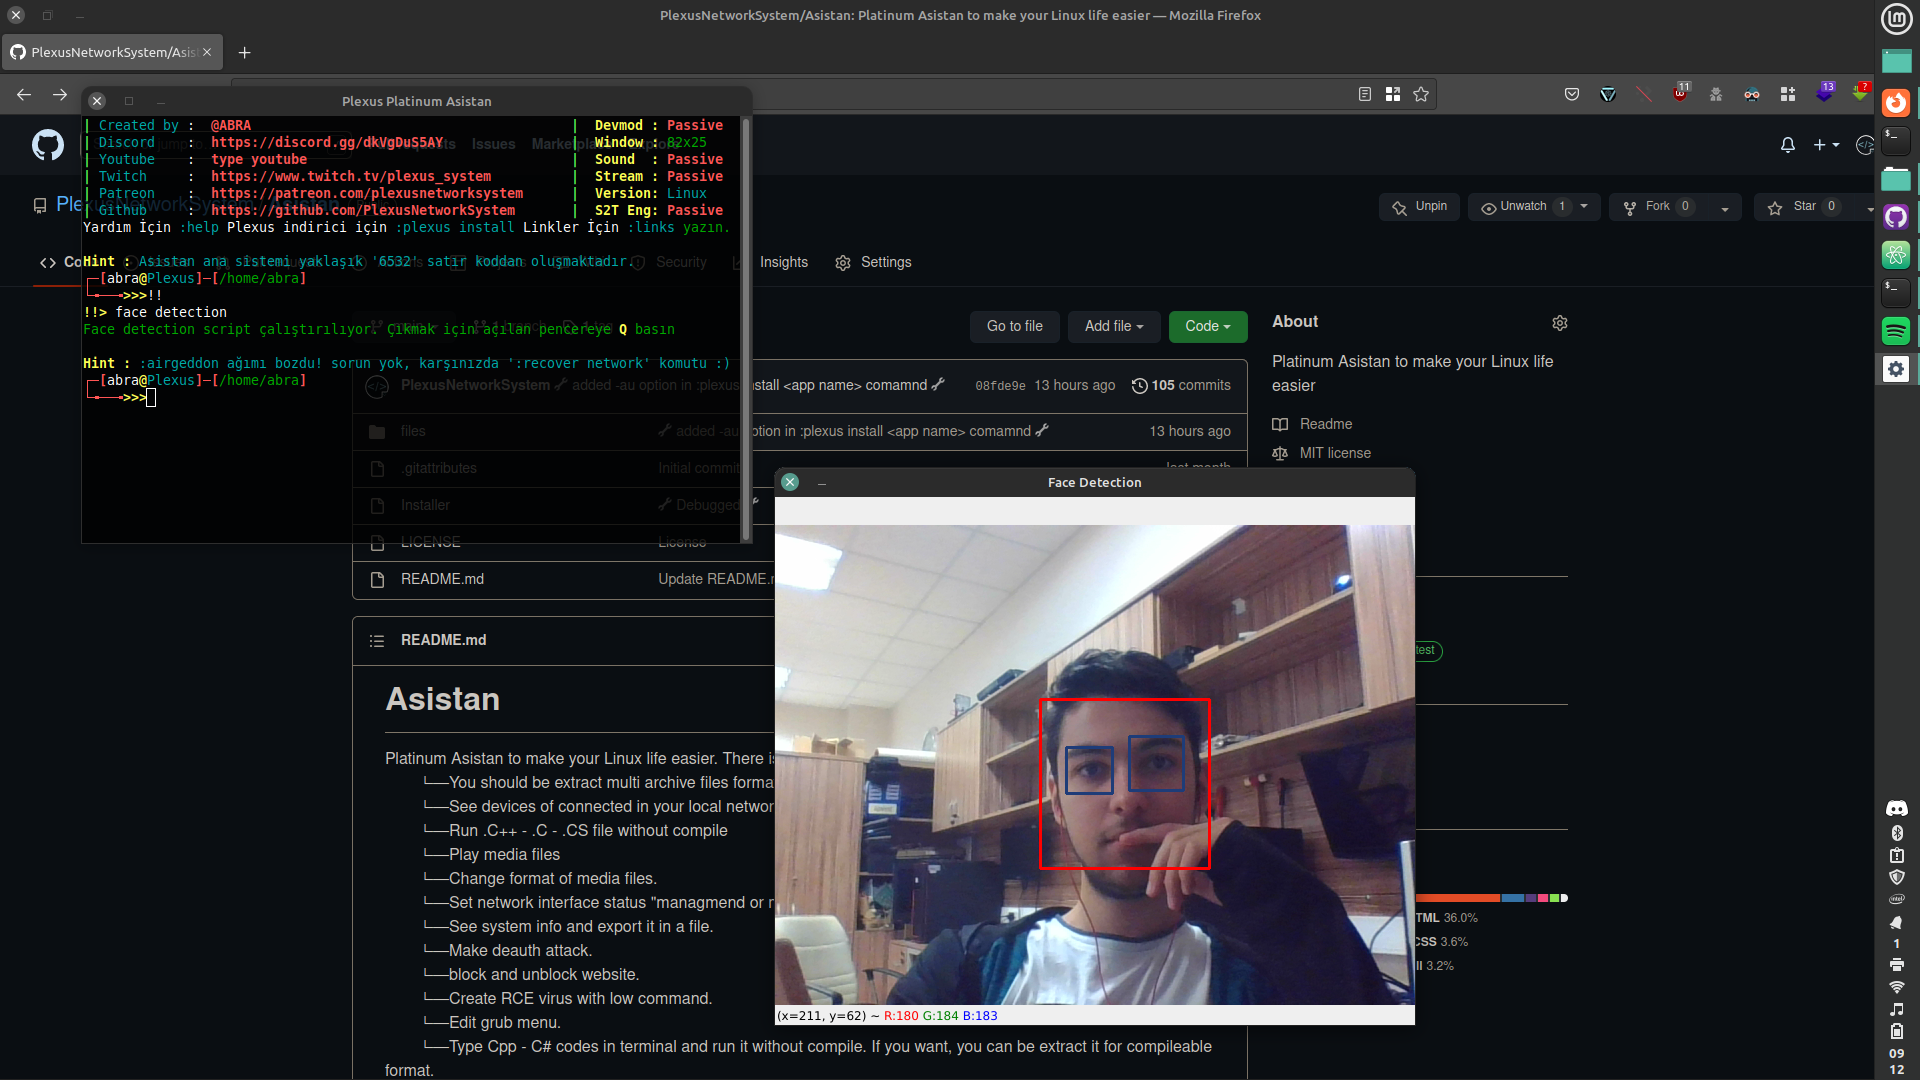 PlexusNetworkSystem/Asistan: Platinum Asistan to make your Linux life easier — Mozilla Firefox
PlexusNetworkSystem/Asis
11
13
?
Plexus Platinum Asistan
| Created by : @ABRA | Devmod : Passive
| Discord : https://discord.gg/dkVgDuS5AY | Window : 82x25
| Youtube : type youtube | Sound : Passive
| Twitch : https://www.twitch.tv/plexus_system | Stream : Passive
| Patreon : https://patreon.com/plexusnetworksystem | Version: Linux
| Github : https://github.com/PlexusNetworkSystem | S2T Eng: Passive
Yardım İçin :help Plexus indirici için :plexus install Linkler İçin :links yazın.
Hint : Asistan ana sistemi yaklaşık '6532' satır koddan oluşmaktadır.
[abra@Plexus]—[/home/abra]
>>>!!
!!> face detection
Face detection script çalıştırılıyor. Çıkmak için açılan pencereye Q basın
Hint : :airgeddon ağımı bozdu! sorun yok, karşınızda ':recover network' komutu :)
[abra@Plexus]—[/home/abra]
>>>
Issues
Ple
Unpin
Unwatch 1
Fork 0
Star 0
<> Co
Security
Insights
Settings
Go to file
Add file
Code
About
Platinum Asistan to make your Linux life
easier
Readme
MIT license
PlexusNetworkSystem added -au option in :plexus install <app name> comamnd
08fde9e 13 hours ago
105 commits
files
added -au option in :plexus install <app name> comamnd
13 hours ago
.gitattributes
Initial commit
last month
Installer
Debugged
LICENSE
License
README.md
Update README.
README.md
Asistan
Platinum Asistan to make your Linux life easier. There is
└──You should be extract multi archive files forma
└──See devices of connected in your local networ
└──Run .C++ - .C - .CS file without compile
└──Play media files
└──Change format of media files.
└──Set network interface status "managmend or
└──See system info and export it in a file.
└──Make deauth attack.
└──block and unblock website.
└──Create RCE virus with low command.
└──Edit grub menu.
└──Type Cpp - C# codes in terminal and run it without compile. If you want, you can be extract it for compileable
format.
Face Detection
(x=211, y=62) ~ R:180 G:184 B:183
test
TML 36.0%
CSS 3.6%
ll 3.2%
intel
1
09
12